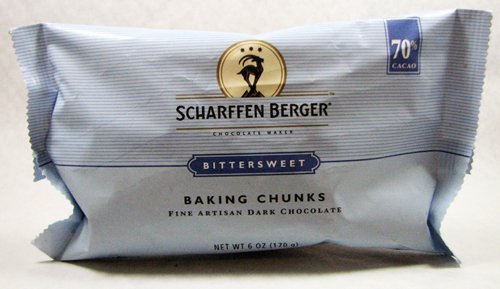 70%
CACAO
SCHARFFEN BERGER
CHOCOLATE MAKER
BITTERSWEET
BAKING CHUNKS
FINE ARTISAN DARK CHOCOLATE
NET WT 6 OZ (170 g)